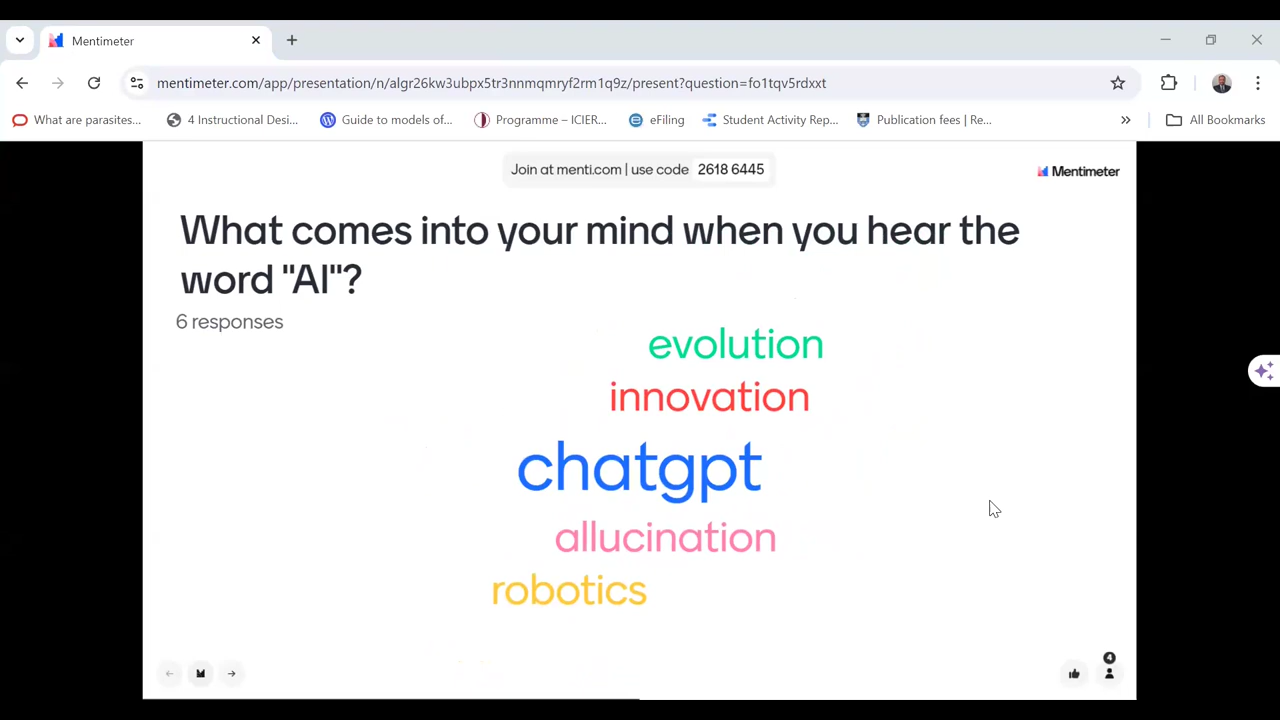 Mentimeter
mentimeter.com/app/presentation/n/algr26kw3ubpx5tr3nnmqmryf2rm1q9z/present?question=fo1tqv5rdxxt
What are parasites... 4 Instructional Desi... Guide to models of... Programme – ICIER... eFiling Student Activity Rep... Publication fees | Re... » All Bookmarks
Join at menti.com | use code 2618 6445
Mentimeter
What comes into your mind when you hear the
word "AI"?
6 responses
evolution
innovation
chatgpt
allucination
robotics
4